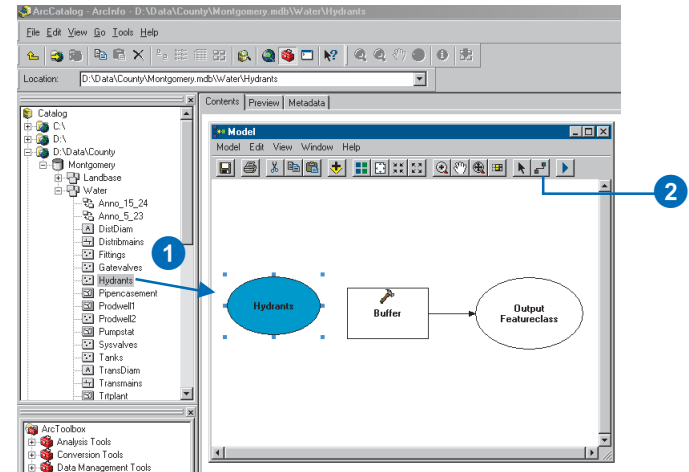 ArcCatalog - ArcInfo - D:\Data\County\Montgomery.mdb\Water\Hydrants
File Edit View Go Tools Help
Location: D:\Data\County\Montgomery.mdb\Water\Hydrants
Contents Preview Metadata
Catalog
C:\
D:\
D:\Data\County
Montgomery
Landbase
Water
Anno_15_24
Anno_5_23
DistDiam
Distribmains
Fittings
Gatevalves
Hydrants
Pipencasement
Prodwell1
Prodwell2
Pumpstat
Sysvalves
Tanks
TransDiam
Transmains
Trtplant
ArcToolbox
Analysis Tools
Conversion Tools
Data Management Tools
1
Model
Model Edit View Window Help
2
Hydrants
Buffer
Output
Featureclass